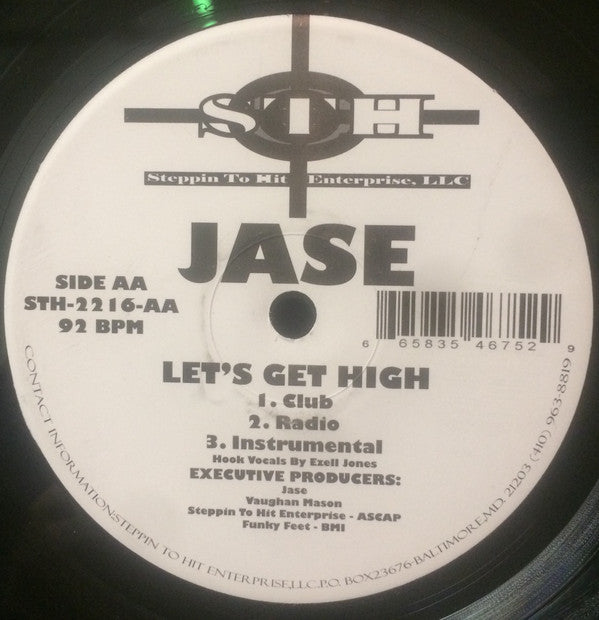 STH
Steppin To Hit Enterprise, LLC
JASE
SIDE AA
STH-2216-AA
92 BPM
6 65835 46752 9
LET'S GET HIGH
1. Club
2. Radio
3. Instrumental
Hook Vocals By Ezell Jones
EXECUTIVE PRODUCERS:
Jase
Vaughan Mason
Steppin To Hit Enterprise - ASCAP
Funky Feet - BMI
CONTACT INFORMATION:STEPPIN TO HIT ENTERPRISE,LLC.P.O. BOX23676-BALTIMORE,MD. 21203 (410) 963-8819